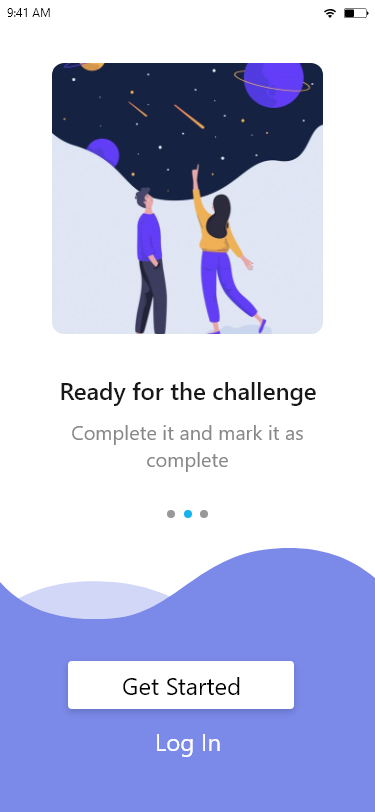 9:41 AM
Ready for the challenge
Complete it and mark it as
complete
Get Started
Log In